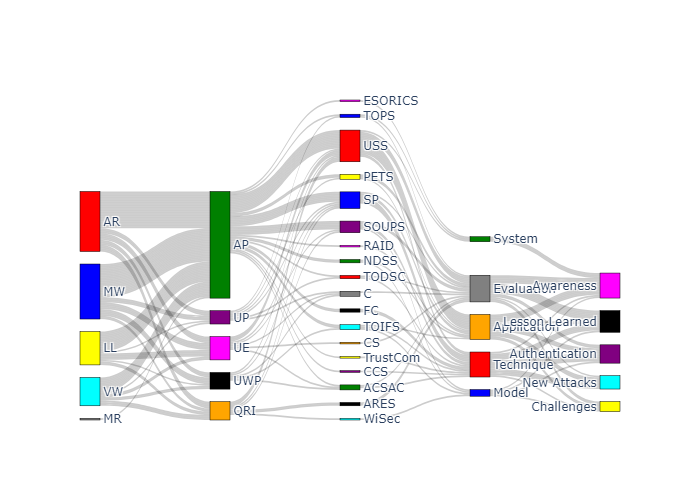 AR
MW
LL
VW
MR
AP
UP
UE
UWP
QRI
ESORICS
TOPS
USS
PETS
SP
SOUPS
RAID
NDSS
TODSC
C
FC
TOIFS
CS
TrustCom
CCS
ACSAC
ARES
WiSec
System
Evaluation
Application
Technique
Model
Awareness
Lesson Learned
Authentication
New Attacks
Challenges